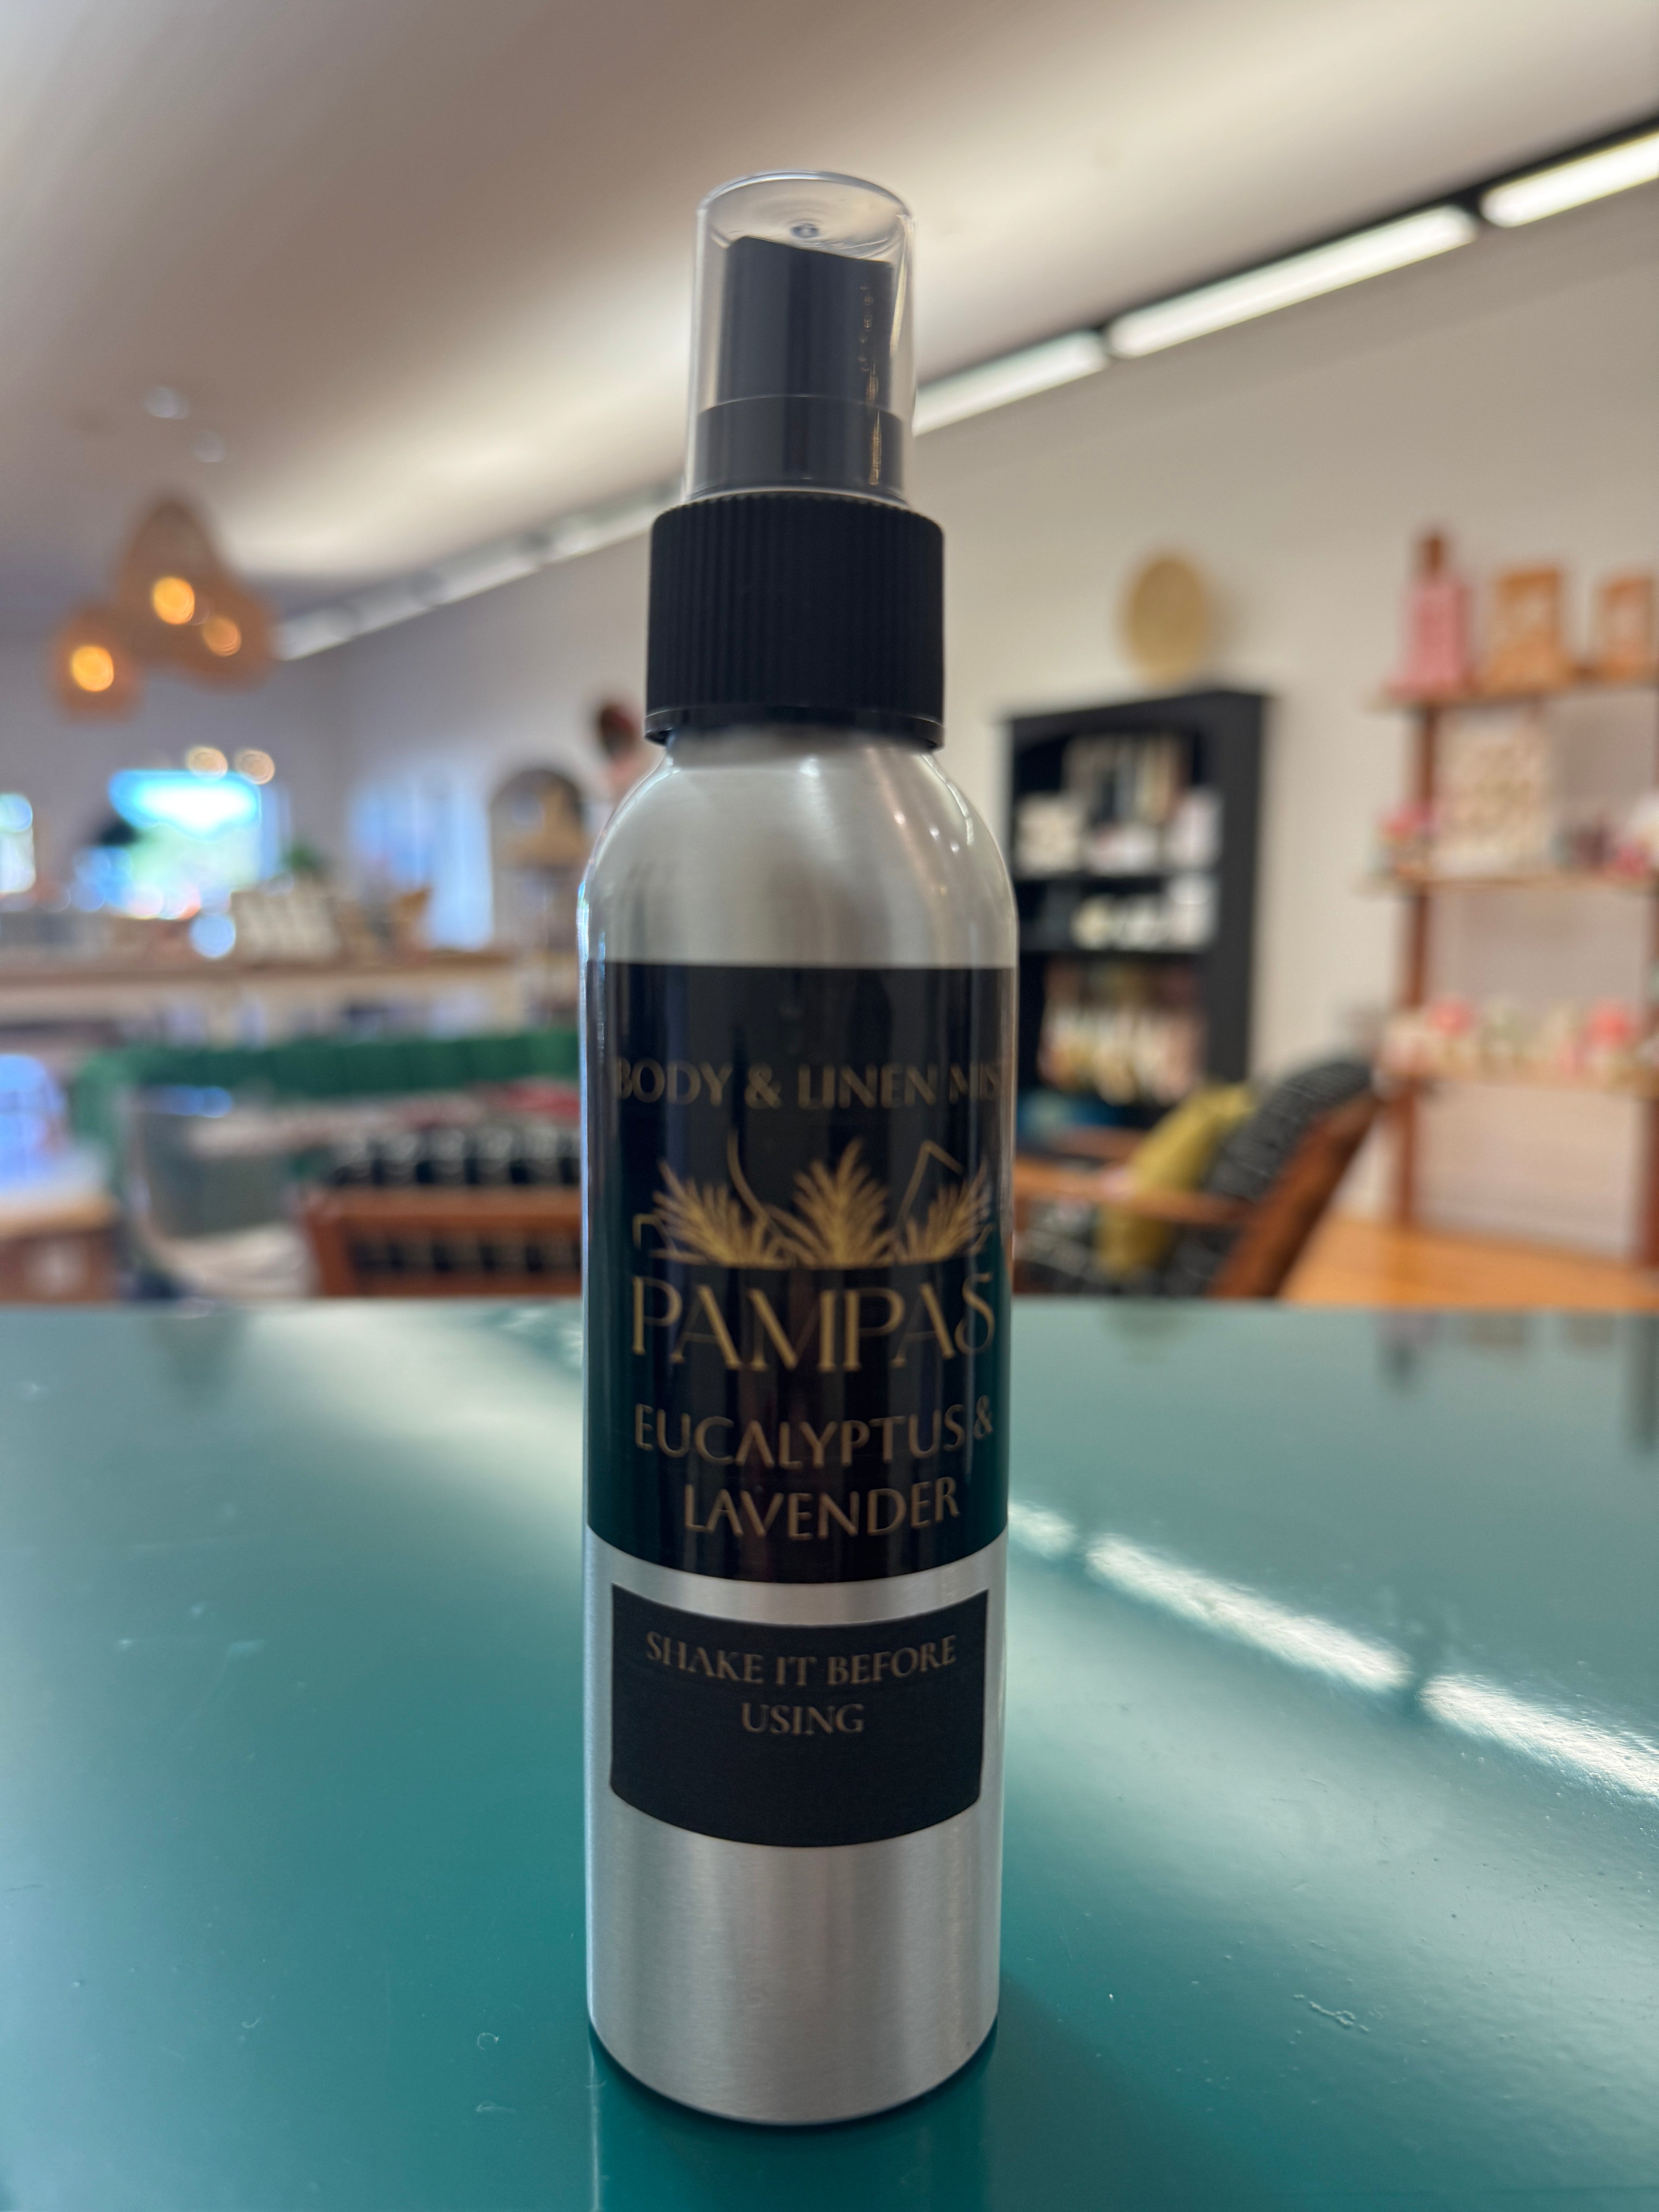 BODY & LINEN MIST
PAMPAS
EUCALYPTUS &
LAVENDER
SHAKE IT BEFORE
USING